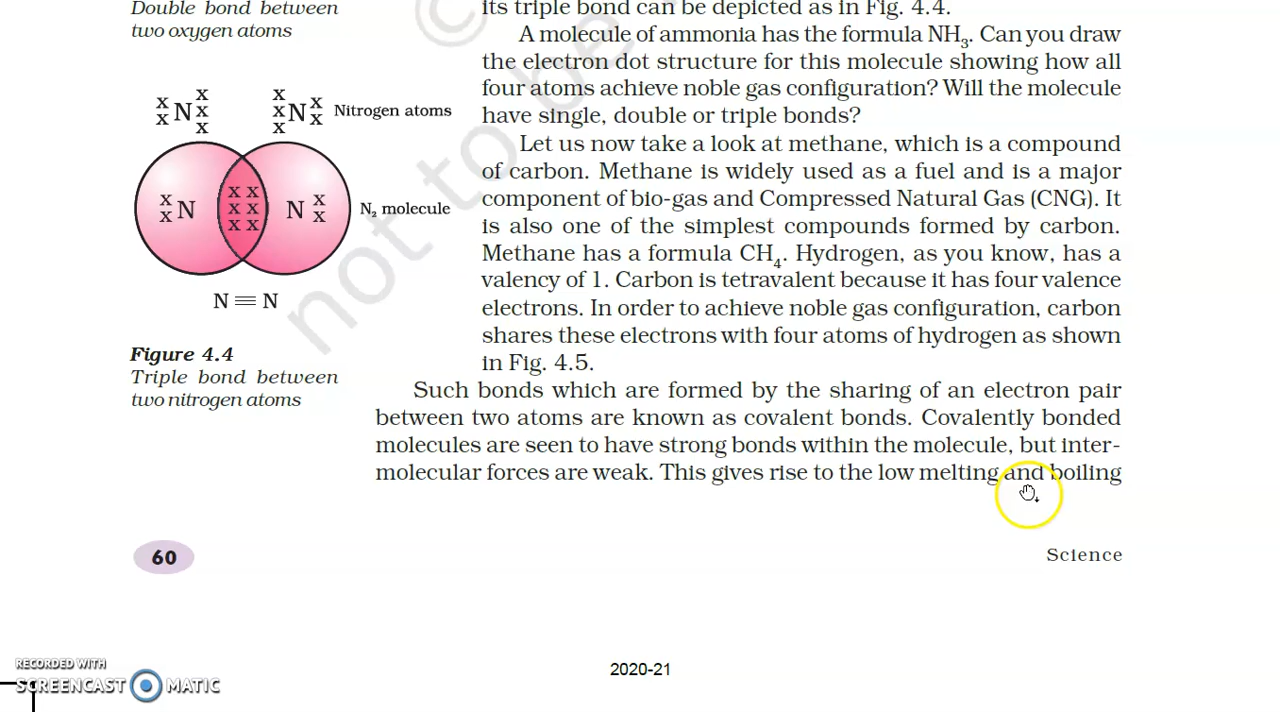 Double bond between
two oxygen atoms
x x x x x N Nitrogen atoms
x x x N x x
x x N x x x x x x N x x N₂ molecule
N ≡ N
Figure 4.4
Triple bond between
two nitrogen atoms
its triple bond can be depicted as in Fig. 4.4.
A molecule of ammonia has the formula NH₃. Can you draw
the electron dot structure for this molecule showing how all
four atoms achieve noble gas configuration? Will the molecule
have single, double or triple bonds?
Let us now take a look at methane, which is a compound
of carbon. Methane is widely used as a fuel and is a major
component of bio-gas and Compressed Natural Gas (CNG). It
is also one of the simplest compounds formed by carbon.
Methane has a formula CH₄. Hydrogen, as you know, has a
valency of 1. Carbon is tetravalent because it has four valence
electrons. In order to achieve noble gas configuration, carbon
shares these electrons with four atoms of hydrogen as shown
in Fig. 4.5.
Such bonds which are formed by the sharing of an electron pair
between two atoms are known as covalent bonds. Covalently bonded
molecules are seen to have strong bonds within the molecule, but inter-
molecular forces are weak. This gives rise to the low melting and boiling
60
Science
2020-21
RECORDED WITH
SCREENCAST MATIC
© not to be